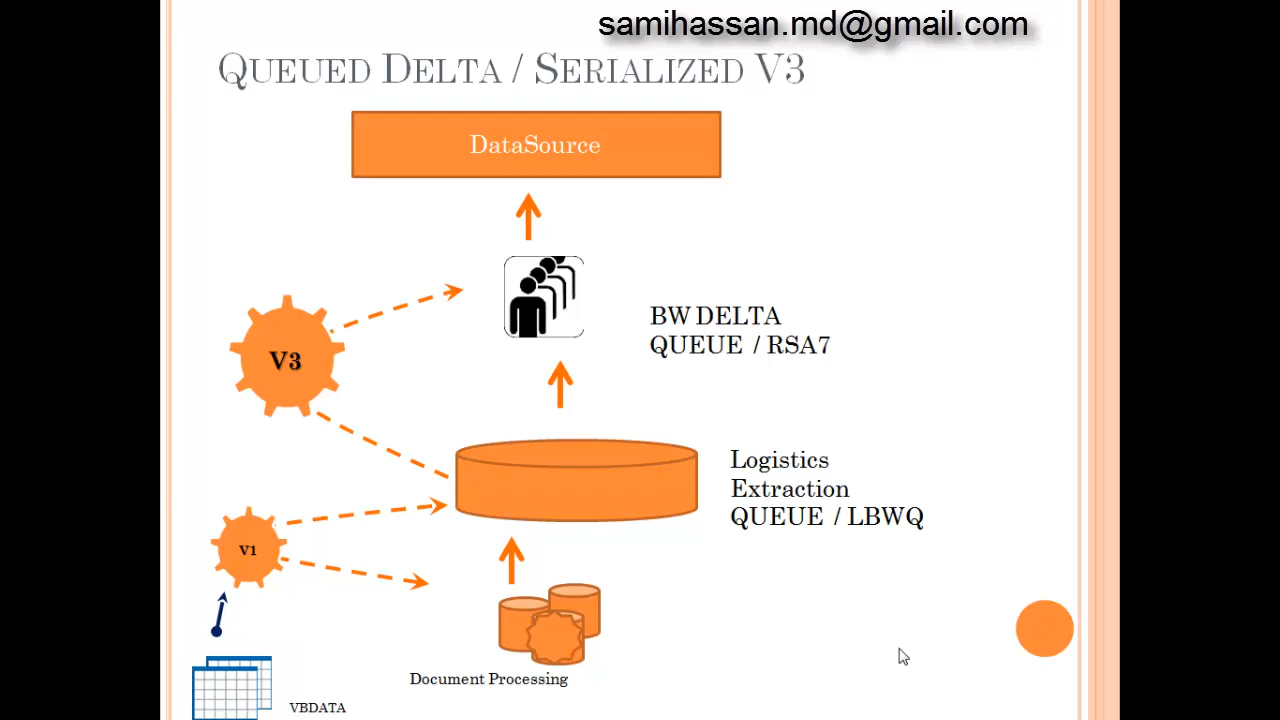 samihassan.md@gmail.com
QUEUED DELTA / SERIALIZED V3
DataSource
BW DELTA
QUEUE / RSA7
V3
Logistics
Extraction
QUEUE / LBWQ
V1
Document Processing
VBDATA